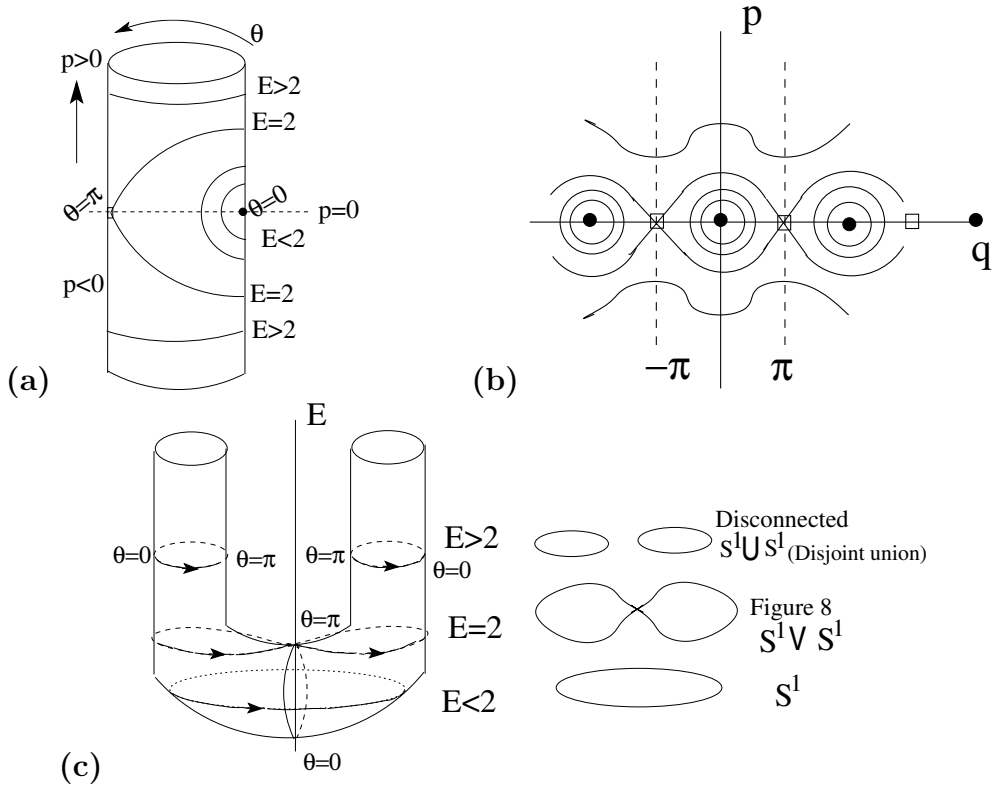 θ
p>0
E>2
E=2
θ=π
θ=0
p=0
E<2
p<0
E=2
E>2
(a)
p
q
−π
π
(b)
E
E>2
θ=0
θ=π
θ=π
θ=0
θ=π
E=2
E<2
θ=0
(c)
Disconnected
S¹∪S¹(Disjoint union)
Figure 8
S¹∨S¹
S¹